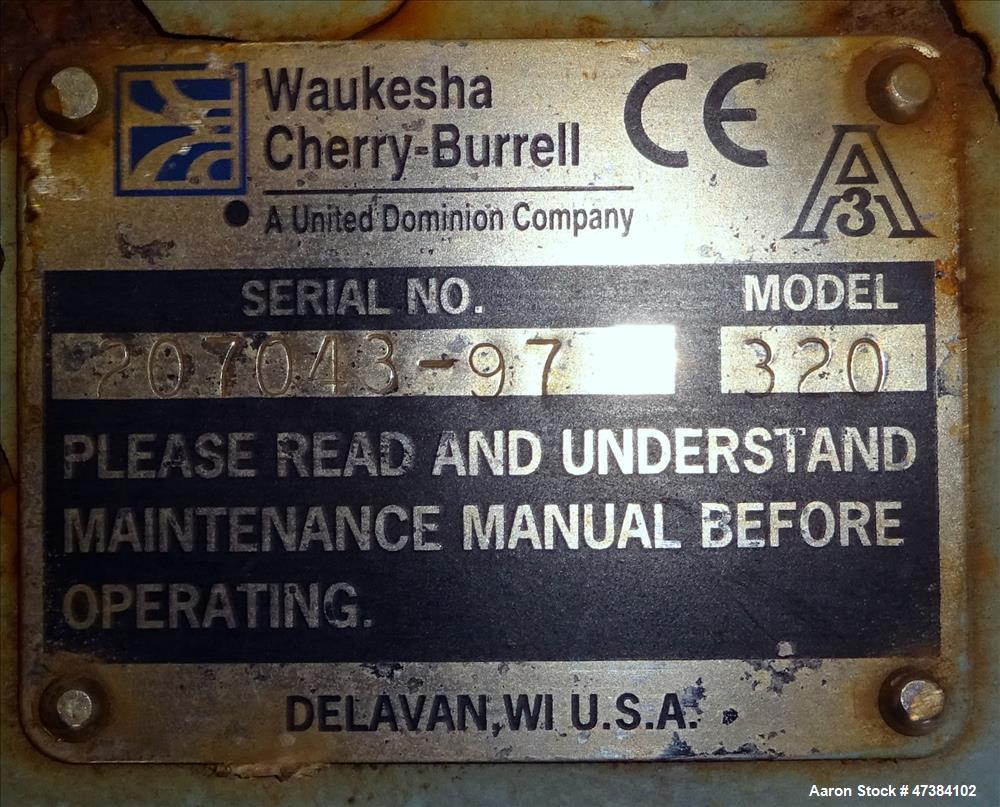 Waukesha
Cherry-Burrell
A United Dominion Company
CE
A
3
SERIAL NO.
MODEL
207043-97
320
PLEASE READ AND UNDERSTAND
MAINTENANCE MANUAL BEFORE
OPERATING.
DELAVAN, WI U.S.A.
Aaron Stock # 47384102